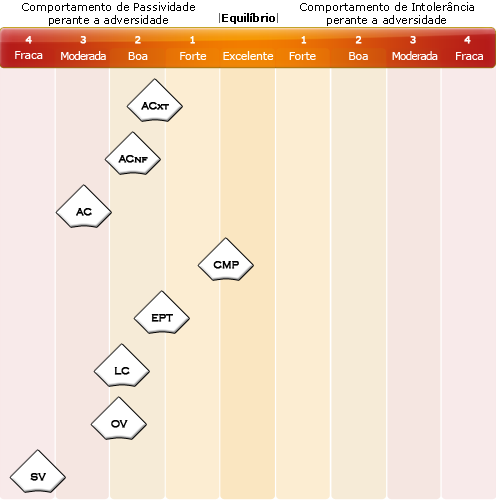 Comportamento de Passividade
perante a adversidade
|Equilíbrio|
Comportamento de Intolerância
perante a adversidade
4 3 2 1 1 2 3 4
Fraca Moderada Boa Forte Excelente Forte Boa Moderada Fraca
ACXT
ACNF
AC
CMP
EPT
LC
OV
SV